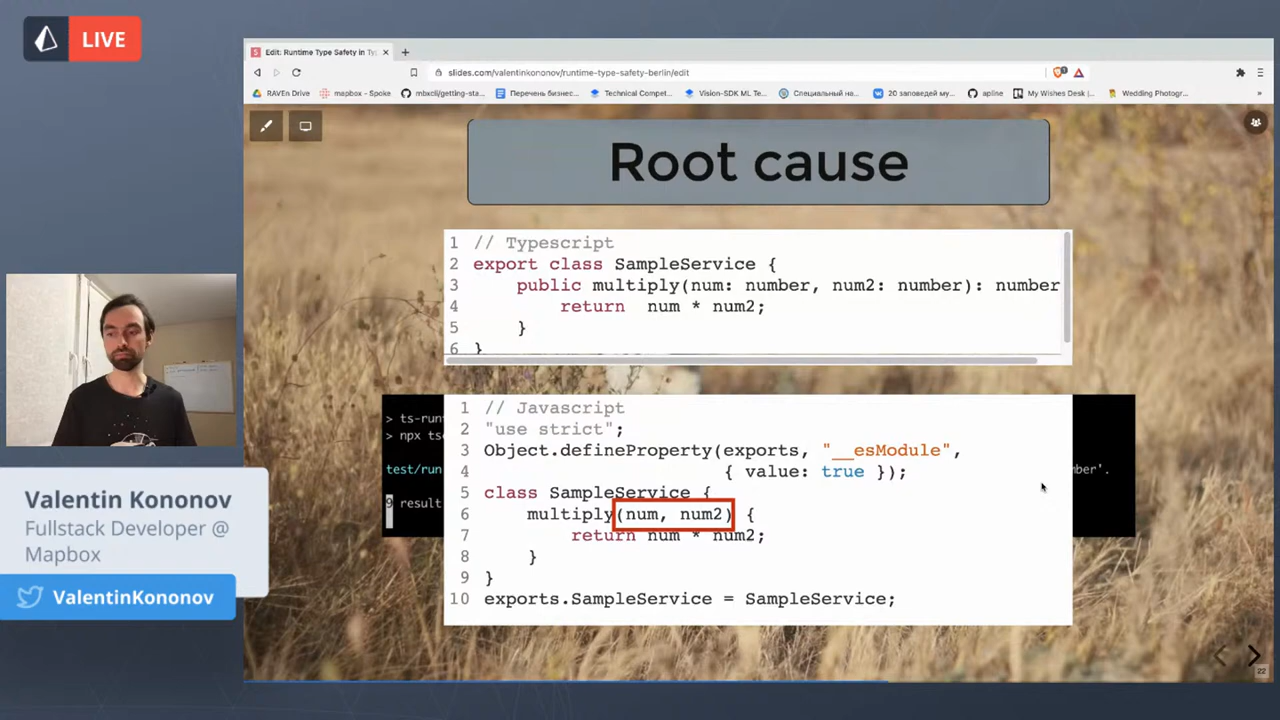 LIVE
Edit: Runtime Type Safety in Ty
slides.com/valentinkononov/runtime-type-safety-berlin/edit
RAVEn Drive
mapbox - Spoke
mbxcli/getting-sta...
Перечень бизнес...
Technical Compet...
Vision-SDK ML Te...
Специальный на...
20 заповедей му...
apline
My Wishes Desk (...
Wedding Photogr...
»
Root cause
1 // Typescript
2 export class SampleService {
3 public multiply(num: number, num2: number): number
4 return num * num2;
5 }
6 }
> ts-run
> npx tsc
test/run
mber'.
9 result
1 // Javascript
2 "use strict";
3 Object.defineProperty(exports, "__esModule",
4 { value: true });
5 class SampleService {
6 multiply(num, num2) {
7 return num * num2;
8 }
9 }
10 exports.SampleService = SampleService;
22
Valentin Kononov
Fullstack Developer @
Mapbox
ValentinKononov